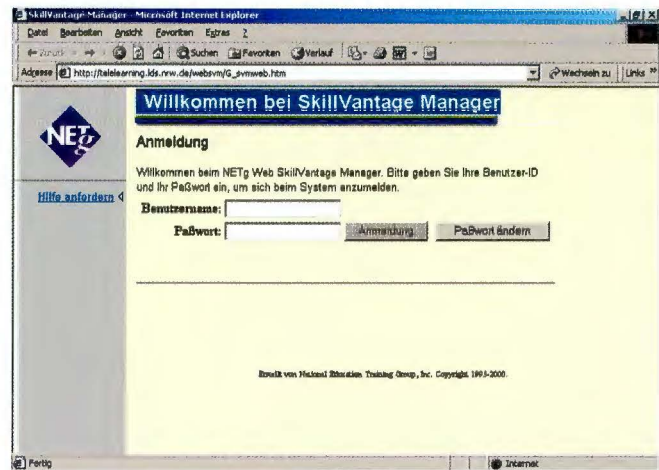 SkillVantage Manager - Microsoft Internet Explorer
Datei Bearbeiten Ansicht Favoriten Extras ?
Zurück Suchen Favoriten Verlauf
Adresse http://telelearning.lds.nrw.de/websvm/G_svmweb.htm Wechseln zu Links »
Willkommen bei SkillVantage Manager
NETg
Anmeldung
Willkommen beim NETg Web SkillVantage Manager. Bitte geben Sie Ihre Benutzer-ID
und Ihr Paßwort ein, um sich beim System anzumelden.
Hilfe anfordern
Benutzername:
Paßwort: Anmeldung Paßwort ändern
Erstellt von National Education Training Group, Inc. Copyright 1995-2000.
Fertig Internet